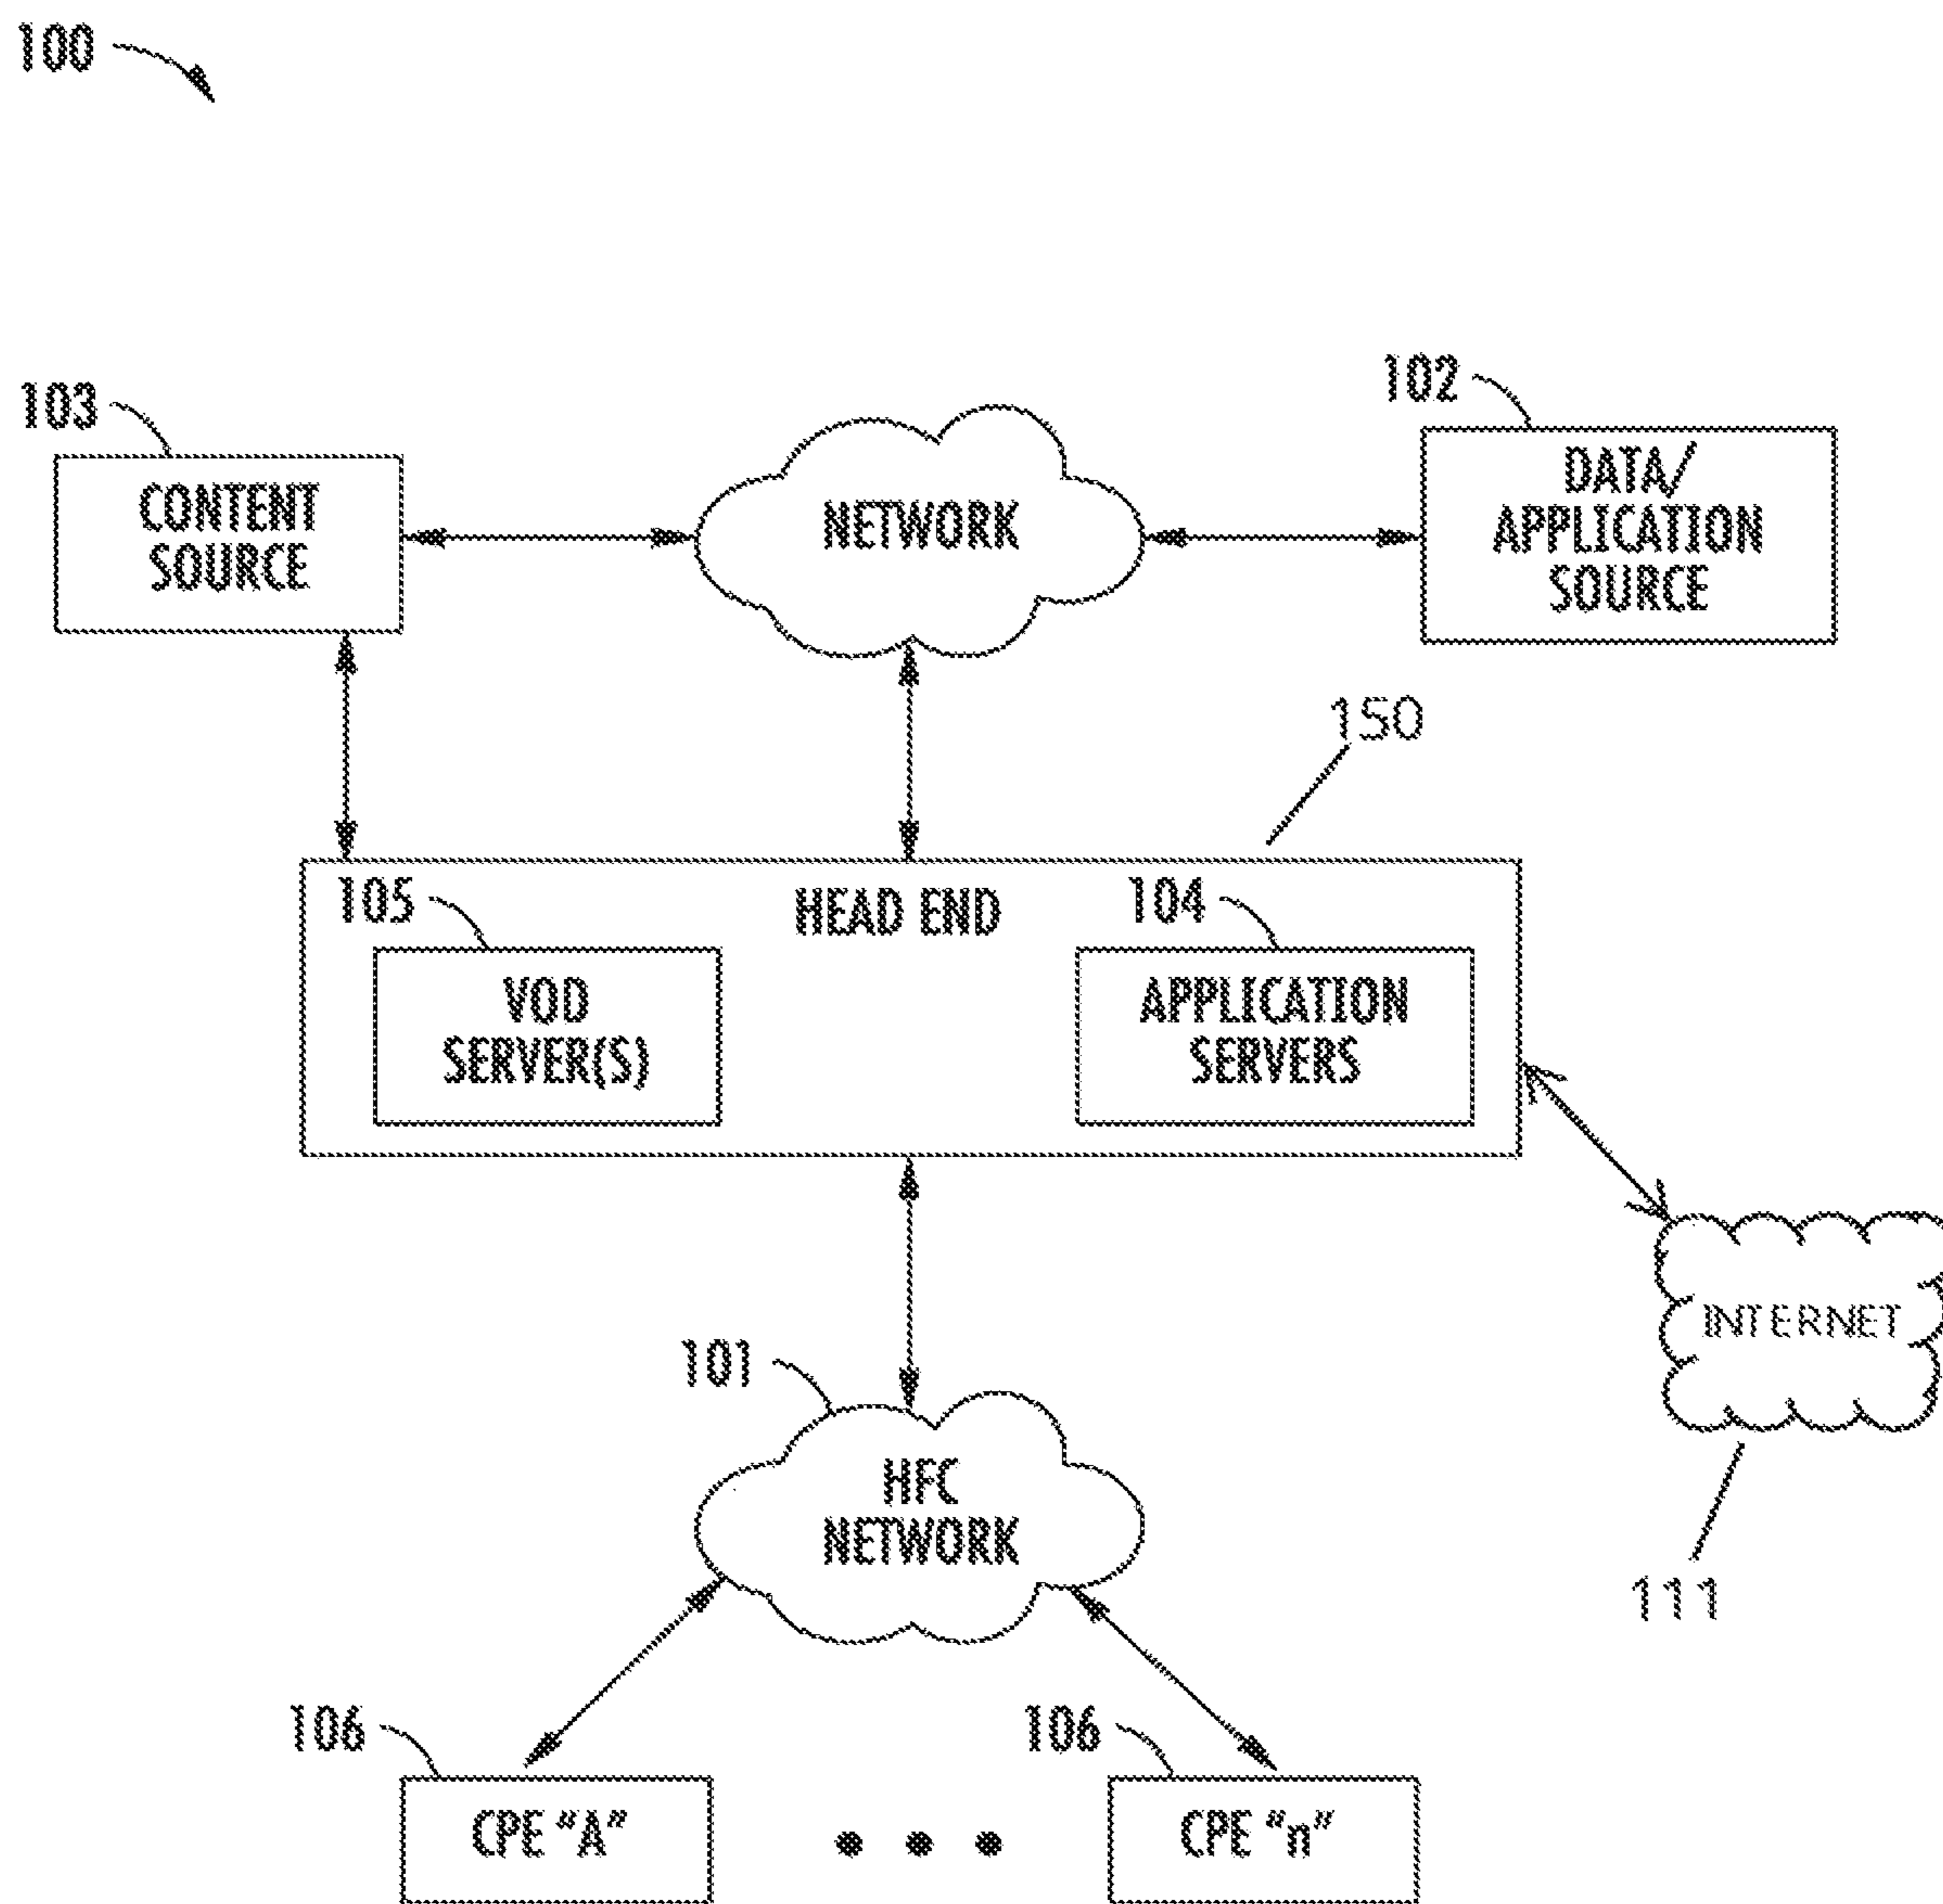 100
103
102
CONTENT
SOURCE
NETWORK
DATA/
APPLICATION
SOURCE
150
105
HEAD END
104
VOD
SERVER(S)
APPLICATION
SERVERS
101
INTERNET
HFC
NETWORK
111
106
106
CPE “A”
CPE “n”